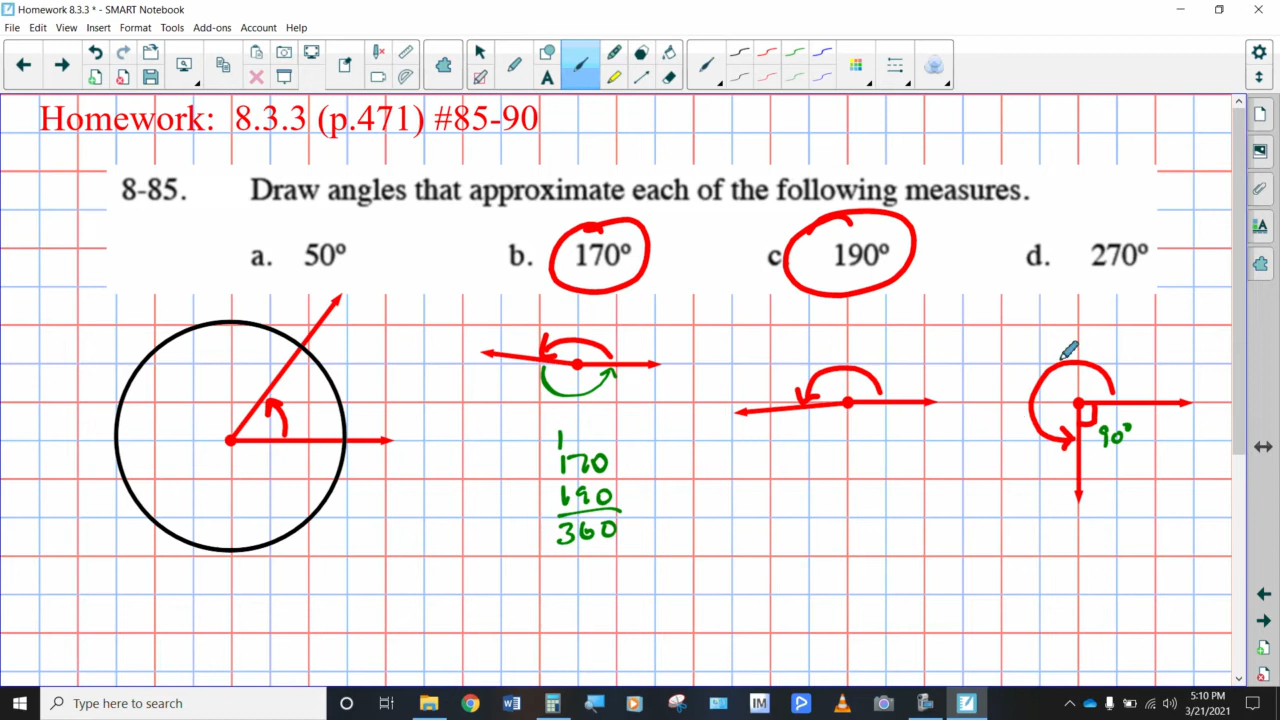 Homework 8.3.3 * - SMART Notebook
File Edit View Insert Format Tools Add-ons Account Help
Homework: 8.3.3 (p.471) #85-90
8-85. Draw angles that approximate each of the following measures.
a. 50º b. 170º c 190º d. 270º
90°
1
170
190
360
Type here to search
IM
5:10 PM
3/21/2021